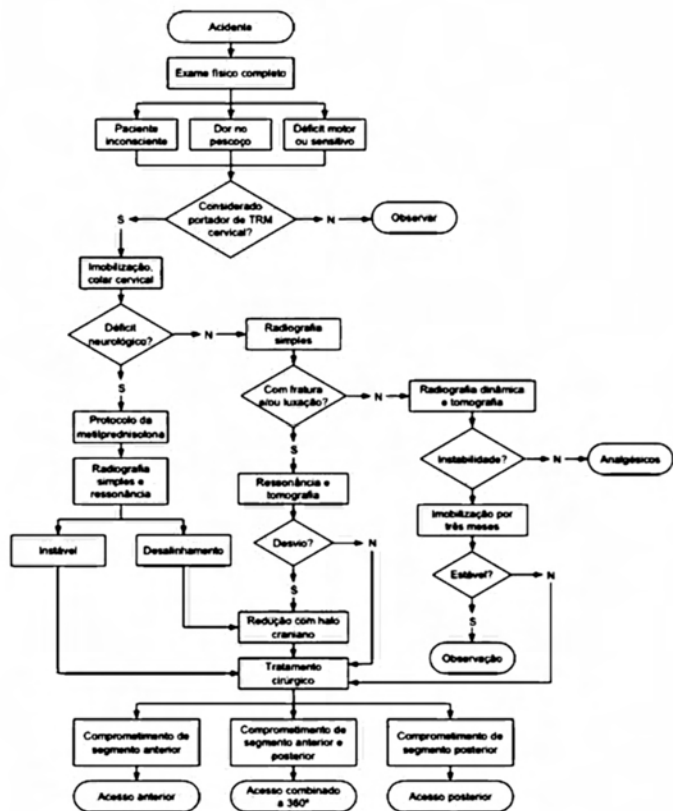 Acidente
Exame físico completo
Paciente
inconsciente
Dor no
pescoço
Déficit motor
ou sensitivo
Considerado
portador de TRM
cervical?
S
N
Observar
Imobilização,
colar cervical
Déficit
neurológico?
N
Radiografia
simples
S
Com fratura
e/ou luxação?
N
Radiografia dinâmica
e tomografia
Protocolo da
metilprednisolona
S
Instabilidade?
N
Analgésicos
Radiografia
simples e
ressonância
Ressonância e
tomografia
S
Imobilização por
três meses
Instável
Desalinhamento
Desvio?
N
Estável?
N
S
S
Redução com halo
craniano
Observação
Tratamento
cirúrgico
Comprometimento de
segmento anterior
Comprometimento de
segmento anterior e
posterior
Comprometimento de
segmento posterior
Acesso anterior
Acesso combinado
a 360º
Acesso posterior